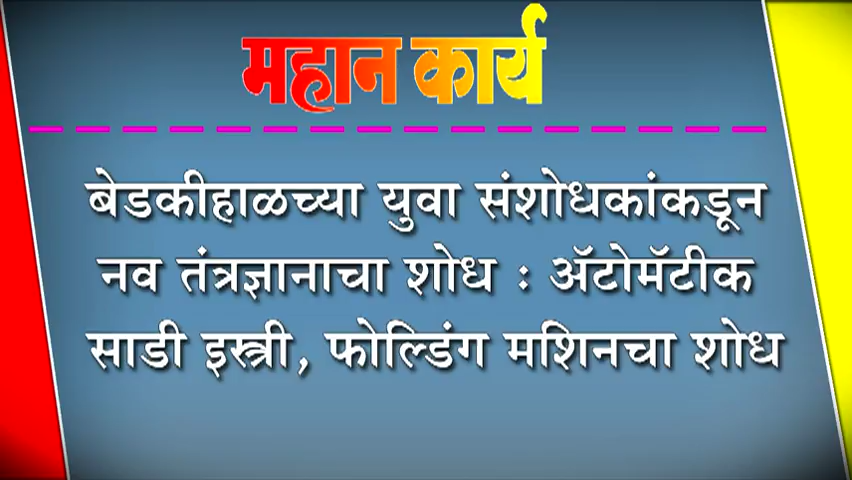 महान कार्य
बेडकीहाळच्या युवा संशोधकांकडून
नव तंत्रज्ञानाचा शोध : ॲटोमॅटीक
साडी इस्त्री, फोल्डिंग मशिनचा शोध